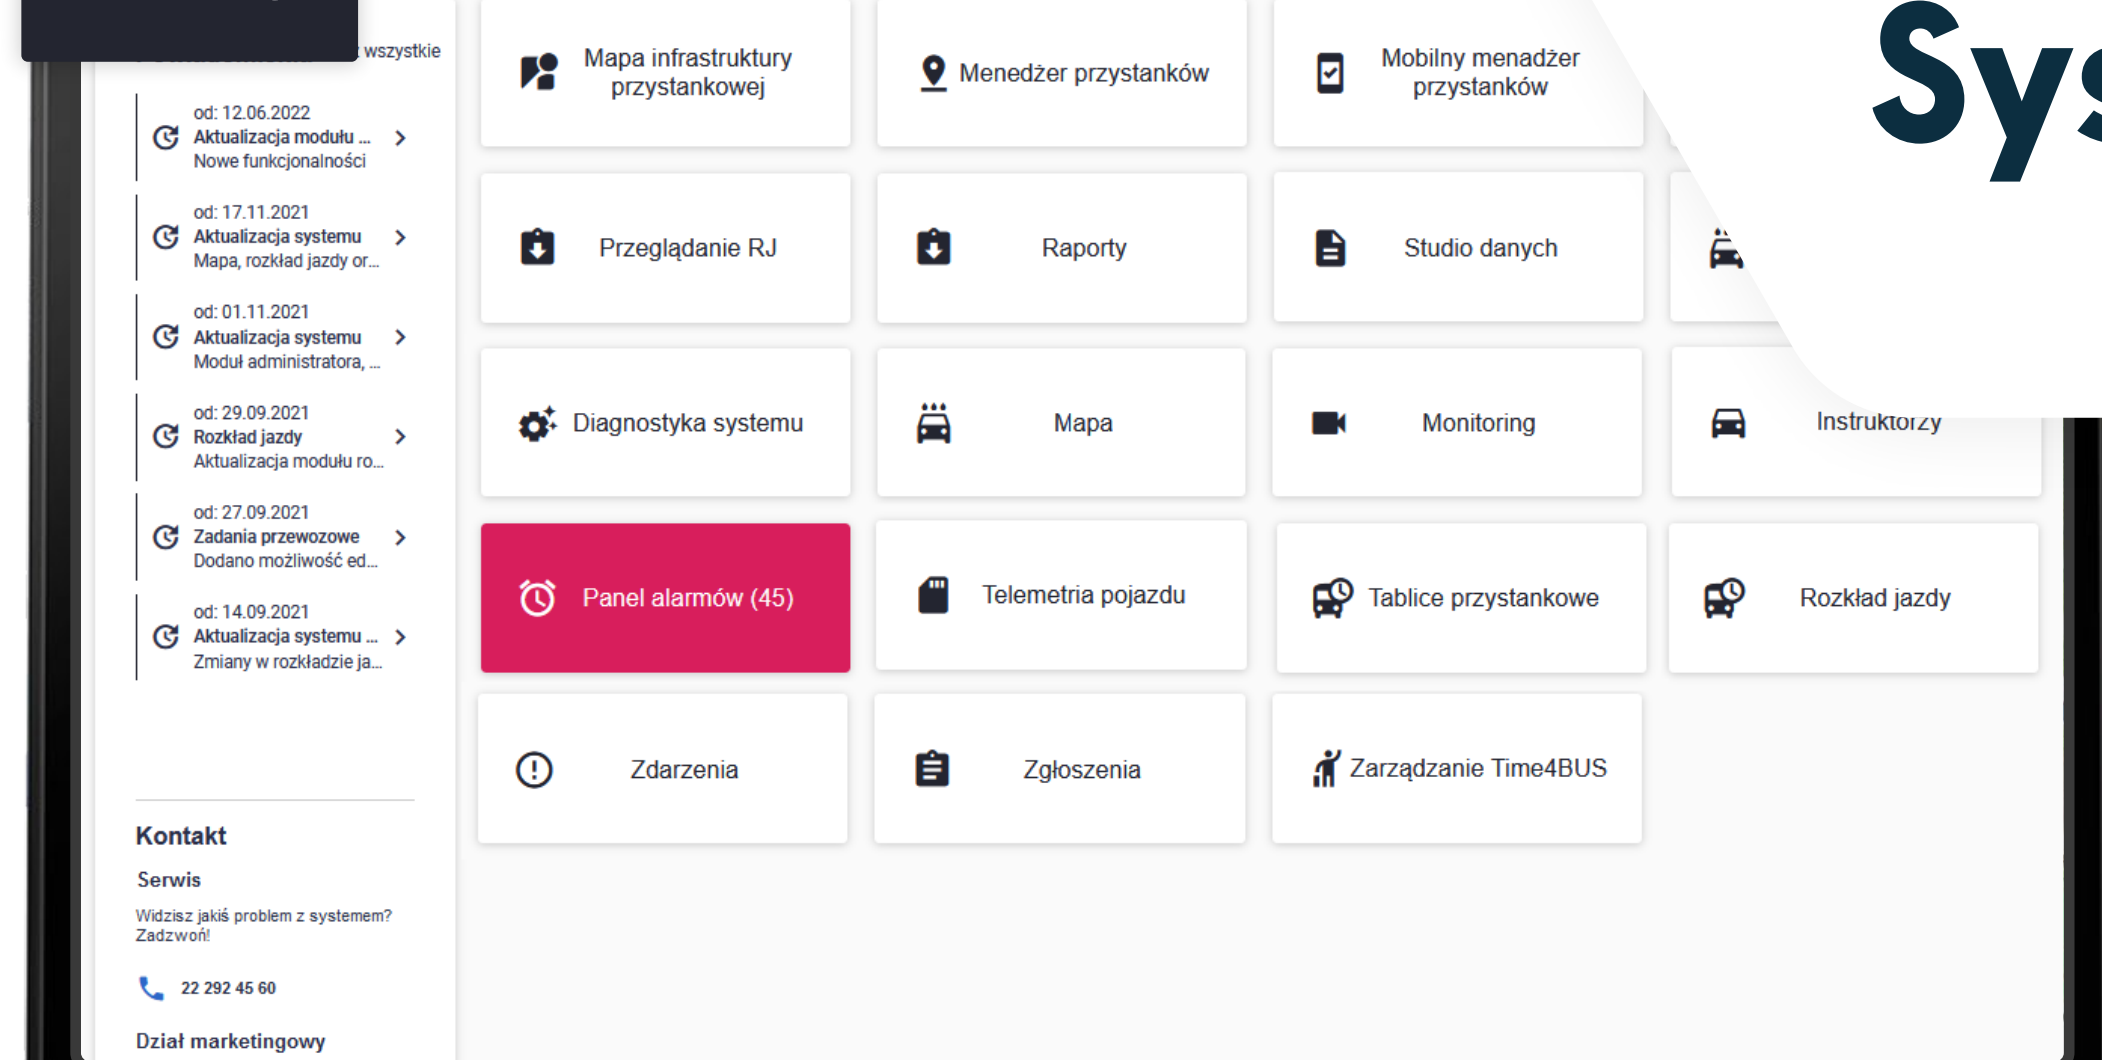 wszystkie
od: 12.06.2022
Aktualizacja modułu ...
Nowe funkcjonalności
od: 17.11.2021
Aktualizacja systemu
Mapa, rozkład jazdy or...
od: 01.11.2021
Aktualizacja systemu
Moduł administratora, ...
od: 29.09.2021
Rozkład jazdy
Aktualizacja modułu ro...
od: 27.09.2021
Zadania przewozowe
Dodano możliwość ed...
od: 14.09.2021
Aktualizacja systemu ...
Zmiany w rozkładzie ja...
Kontakt
Serwis
Widzisz jakiś problem z systemem?
Zadzwoń!
22 292 45 60
Dział marketingowy
Mapa infrastruktury
przystankowej
Menedżer przystanków
Mobilny menadżer
przystanków
Przeglądanie RJ
Raporty
Studio danych
Diagnostyka systemu
Mapa
Monitoring
Instruktorzy
Panel alarmów (45)
Telemetria pojazdu
Tablice przystankowe
Rozkład jazdy
Zdarzenia
Zgłoszenia
Zarządzanie Time4BUS
Sys